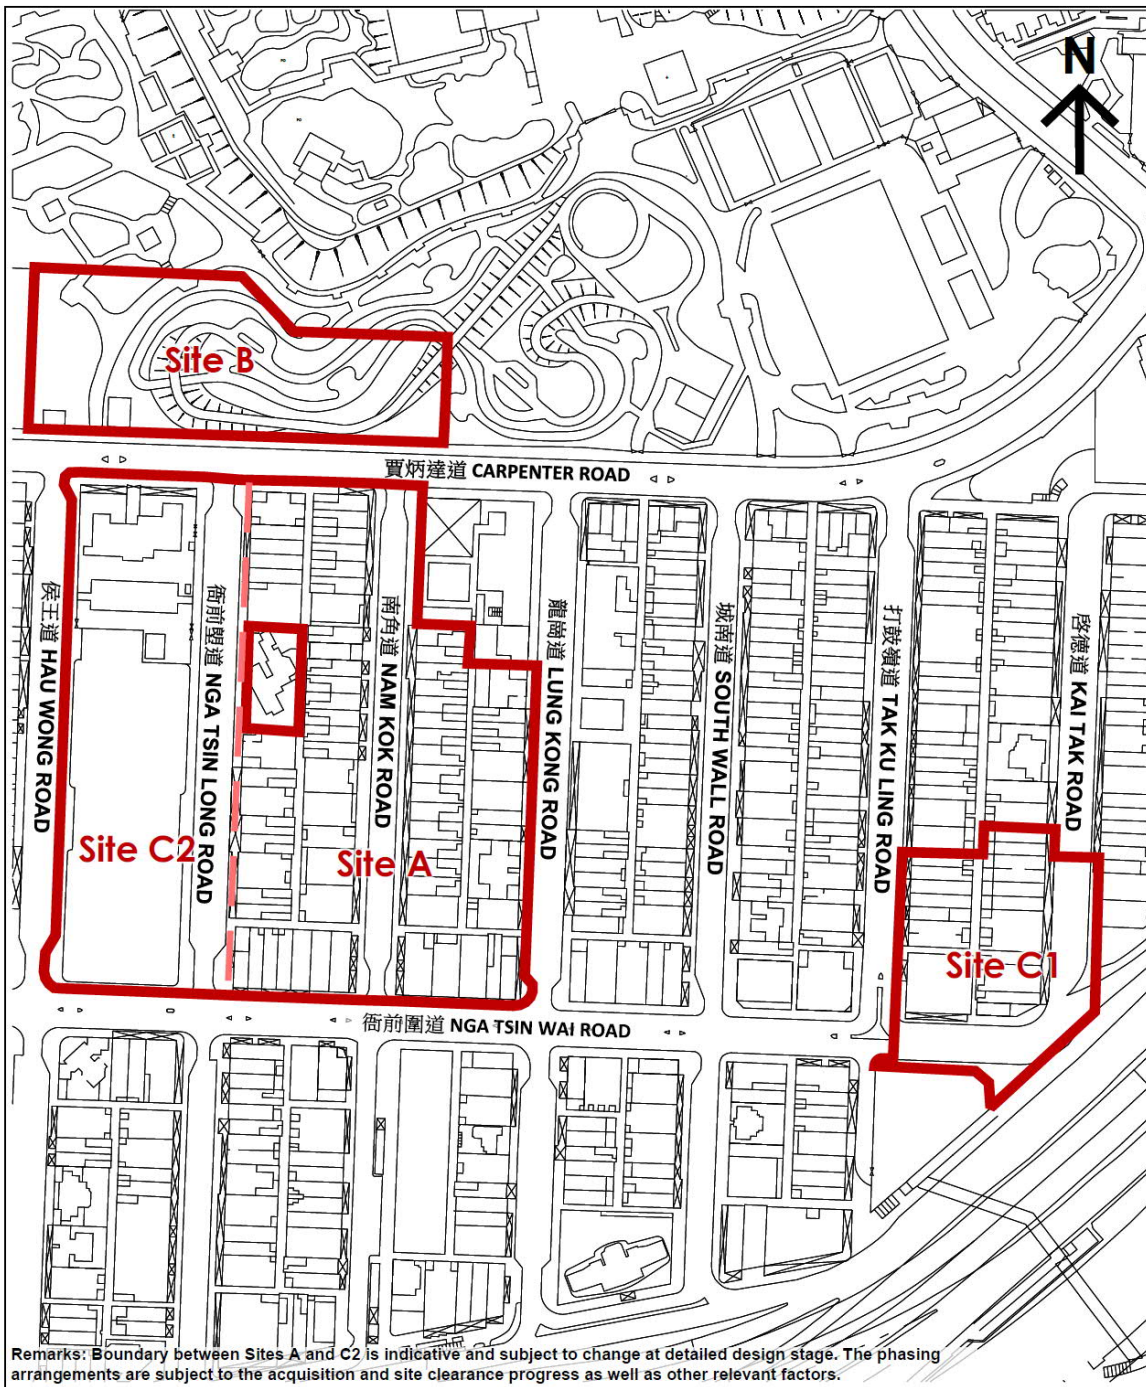 N
Site B
賈炳達道 CARPENTER ROAD
侯王道 HAU WONG ROAD
衙前塱道 NGA TSIN LONG ROAD
南角道 NAM KOK ROAD
龍崗道 LUNG KONG ROAD
城南道 SOUTH WALL ROAD
打鼓嶺道 TAK KU LING ROAD
啓德道 KAI TAK ROAD
Site C2
Site A
Site C1
衙前圍道 NGA TSIN WAI ROAD
Remarks: Boundary between Sites A and C2 is indicative and subject to change at detailed design stage. The phasing
arrangements are subject to the acquisition and site clearance progress as well as other relevant factors.